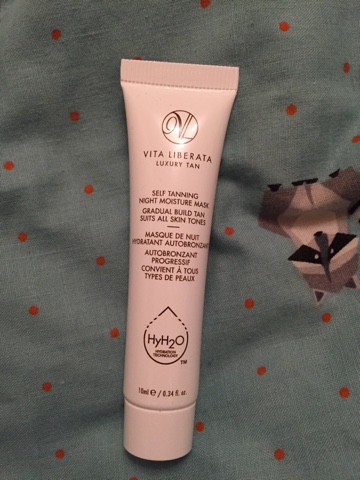 VL
VITA LIBERATA
LUXURY TAN
SELF TANNING
NIGHT MOISTURE MASK
GRADUAL BUILD TAN
SUITS ALL SKIN TONES
MASQUE DE NUIT
HYDRATANT AUTOBRONZANT
AUTOBRONZANT
PROGRESSIF
CONVIENT À TOUS
TYPES DE PEAUX
HyH2O
HYDRATION
TECHNOLOGY
TM
10ml e / 0.34 fl. oz